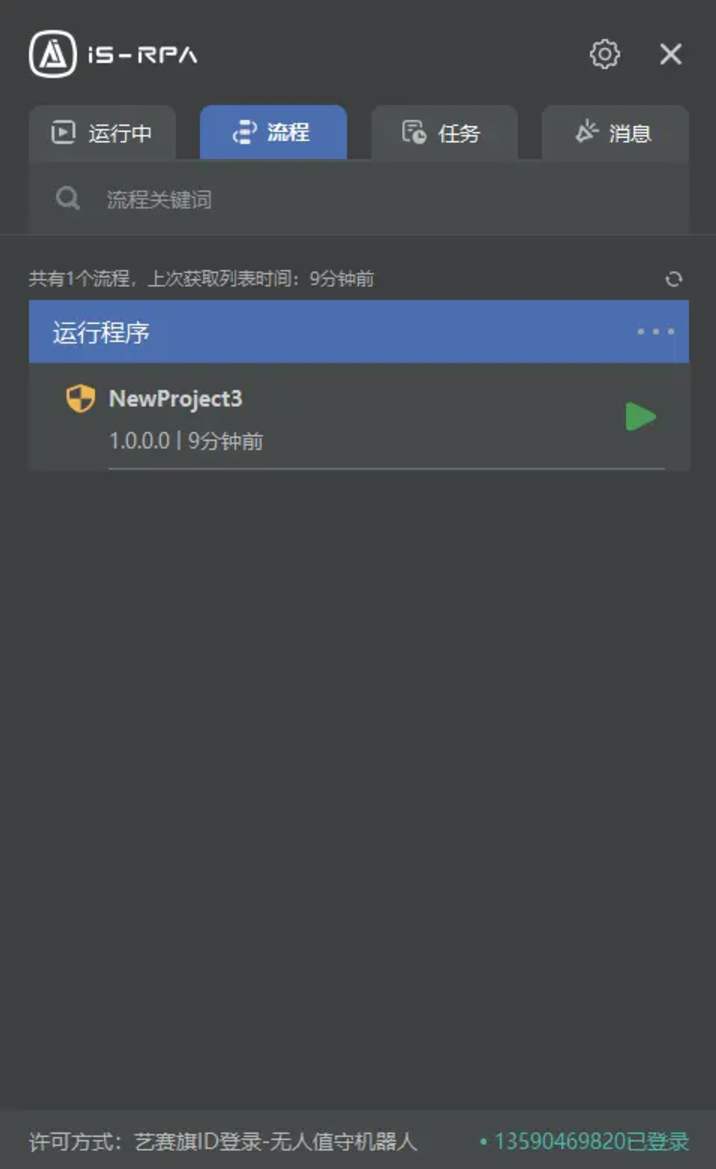 iS-RPA
运行中 流程 任务 消息
流程关键词
共有1个流程，上次获取列表时间：9分钟前
运行程序
NewProject3
1.0.0.0 | 9分钟前
许可方式：艺赛旗ID登录-无人值守机器人 • 13590469820已登录